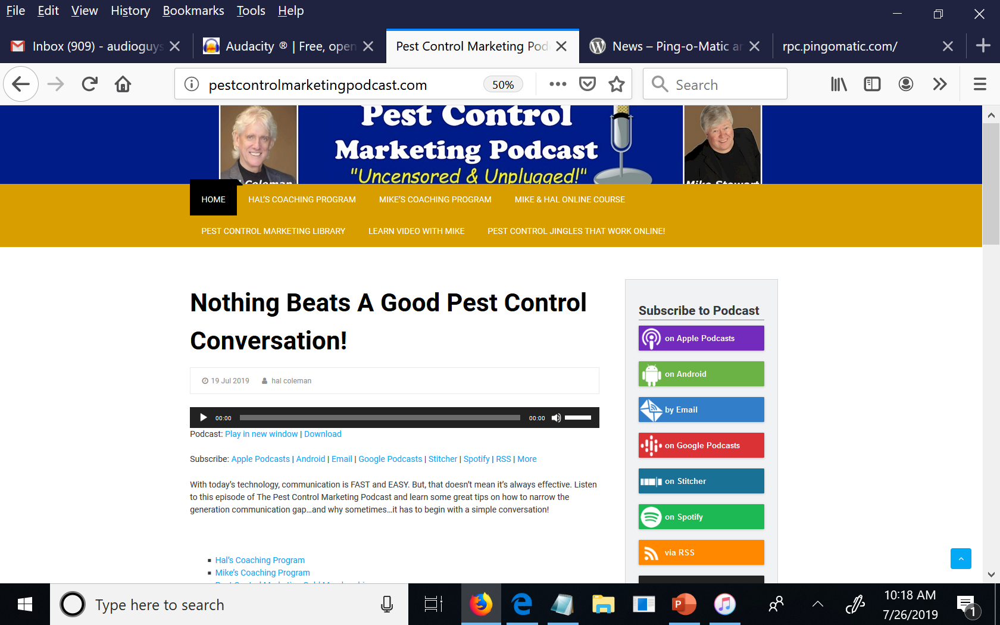 File Edit View History Bookmarks Tools Help
Inbox (909) - audioguys
Audacity ® | Free, open
Pest Control Marketing Pod
News – Ping-o-Matic ar
rpc.pingomatic.com/
pestcontrolmarketingpodcast.com 50% Search
Pest Control
Marketing Podcast
"Uncensored & Unplugged!"
Coleman
Mike Stewart
HOME HAL'S COACHING PROGRAM MIKE'S COACHING PROGRAM MIKE & HAL ONLINE COURSE
PEST CONTROL MARKETING LIBRARY LEARN VIDEO WITH MIKE PEST CONTROL JINGLES THAT WORK ONLINE!
Nothing Beats A Good Pest Control
Conversation!
19 Jul 2019 hal coleman
00:00 00:00
Podcast: Play in new window | Download
Subscribe: Apple Podcasts | Android | Email | Google Podcasts | Stitcher | Spotify | RSS | More
With today's technology, communication is FAST and EASY. But, that doesn't mean it's always effective. Listen
to this episode of The Pest Control Marketing Podcast and learn some great tips on how to narrow the
generation communication gap…and why sometimes…it has to begin with a simple conversation!
Hal's Coaching Program
Mike's Coaching Program
Subscribe to Podcast
on Apple Podcasts
on Android
by Email
on Google Podcasts
on Stitcher
on Spotify
via RSS
Type here to search
10:18 AM
7/26/2019
1